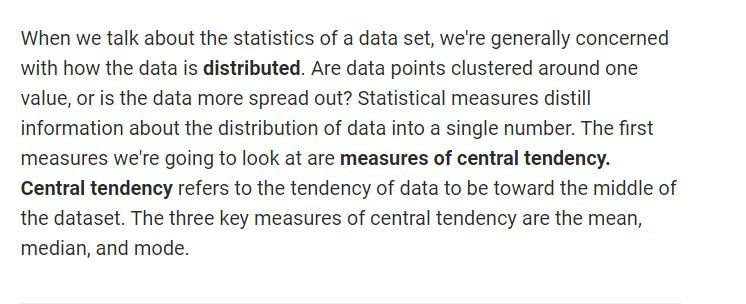 When we talk about the statistics of a data set, we're generally concerned
with how the data is distributed. Are data points clustered around one
value, or is the data more spread out? Statistical measures distill
information about the distribution of data into a single number. The first
measures we're going to look at are measures of central tendency.
Central tendency refers to the tendency of data to be toward the middle of
the dataset. The three key measures of central tendency are the mean,
median, and mode.